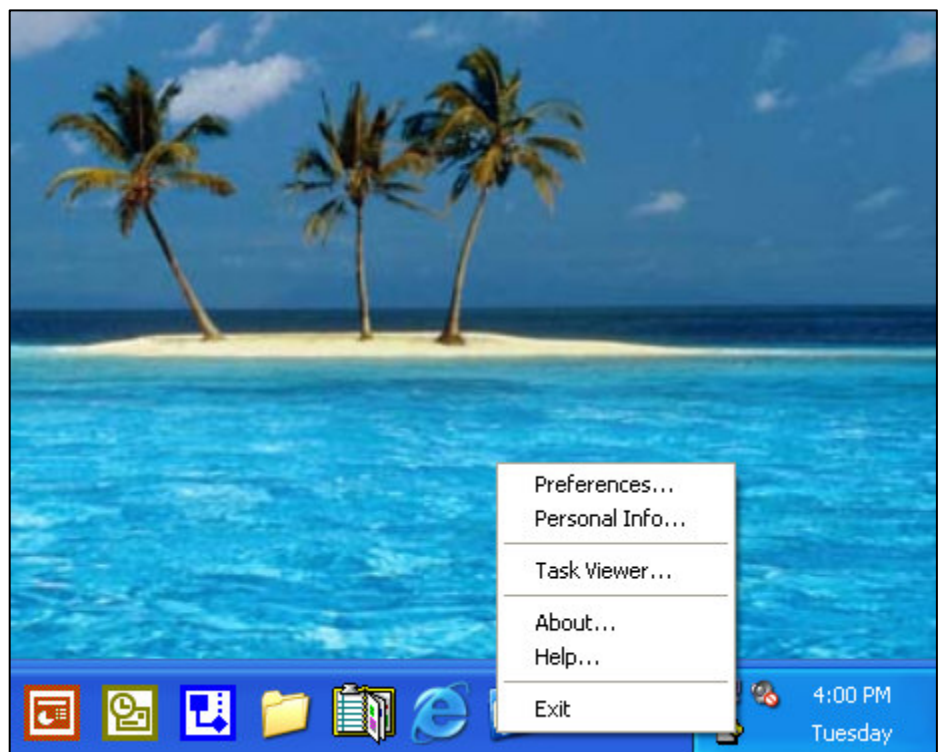 Preferences...
Personal Info...
Task Viewer...
About...
Help...
Exit
4:00 PM
Tuesday